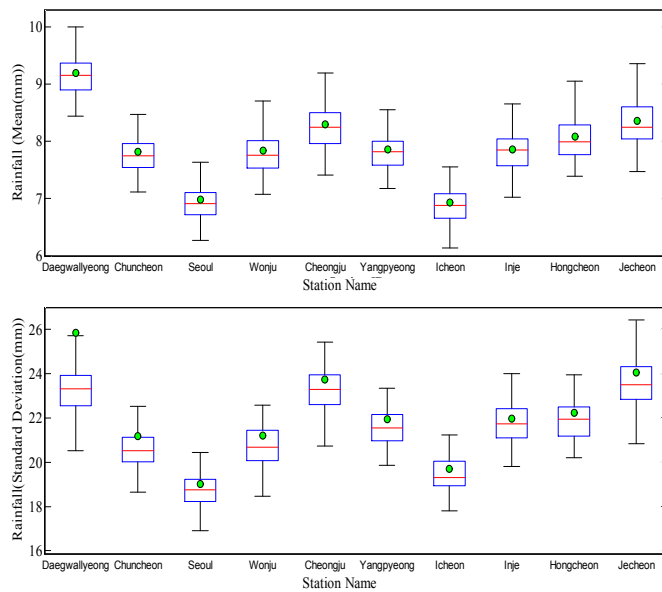 Rainfall (Mean(mm))
10
9
8
7
6
Daegwallyeong Chuncheon Seoul Wonju Cheongju Yangpyeong Icheon Inje Hongcheon Jecheon
Station Name
Rainfall(Standard Deviation(mm))
26
24
22
20
18
16
Daegwallyeong Chuncheon Seoul Wonju Cheongju Yangpyeong Icheon Inje Hongcheon Jecheon
Station Name